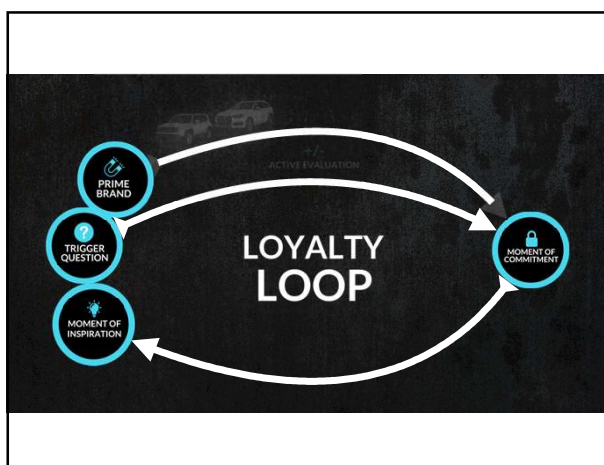 +/-
ACTIVE EVALUATION
PRIME
BRAND
?
TRIGGER
QUESTION
LOYALTY
LOOP
MOMENT OF
COMMITMENT
MOMENT OF
INSPIRATION